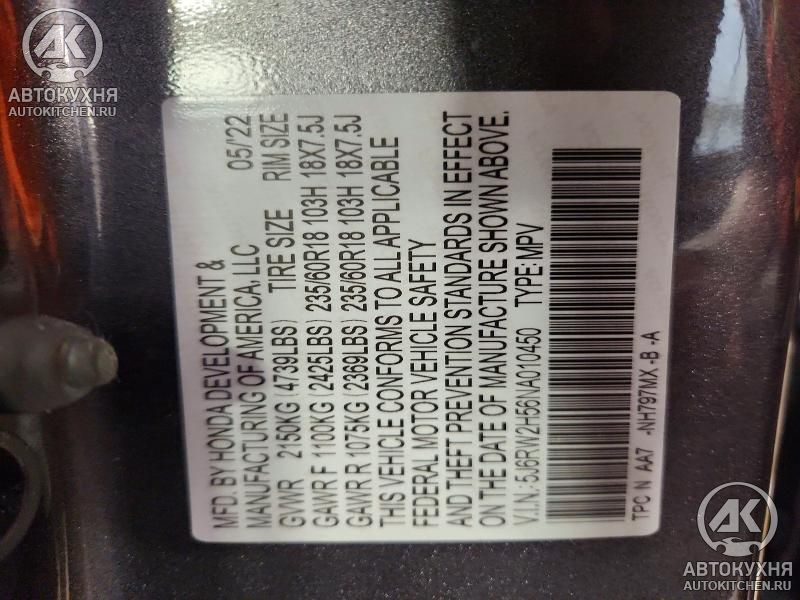 AK
АВТОКУХНЯ
AUTOKITCHEN.RU
MFD. BY HONDA DEVELOPMENT &
MANUFACTURING OF AMERICA, LLC 05/'22
GVWR 2150KG (4739LBS) TIRE SIZE RIM SIZE
GAWR F 1100KG (2425LBS) 235/60R18 103H 18X7.5J
GAWR R 1075KG (2369LBS) 235/60R18 103H 18X7.5J
THIS VEHICLE CONFORMS TO ALL APPLICABLE
FEDERAL MOTOR VEHICLE SAFETY
AND THEFT PREVENTION STANDARDS IN EFFECT
ON THE DATE OF MANUFACTURE SHOWN ABOVE.
V.I.N.: 5J6RW2H56NA010450 TYPE: MPV
TPC N AA7 -NH797MX -B -A
AK
АВТОКУХНЯ
AUTOKITCHEN.RU